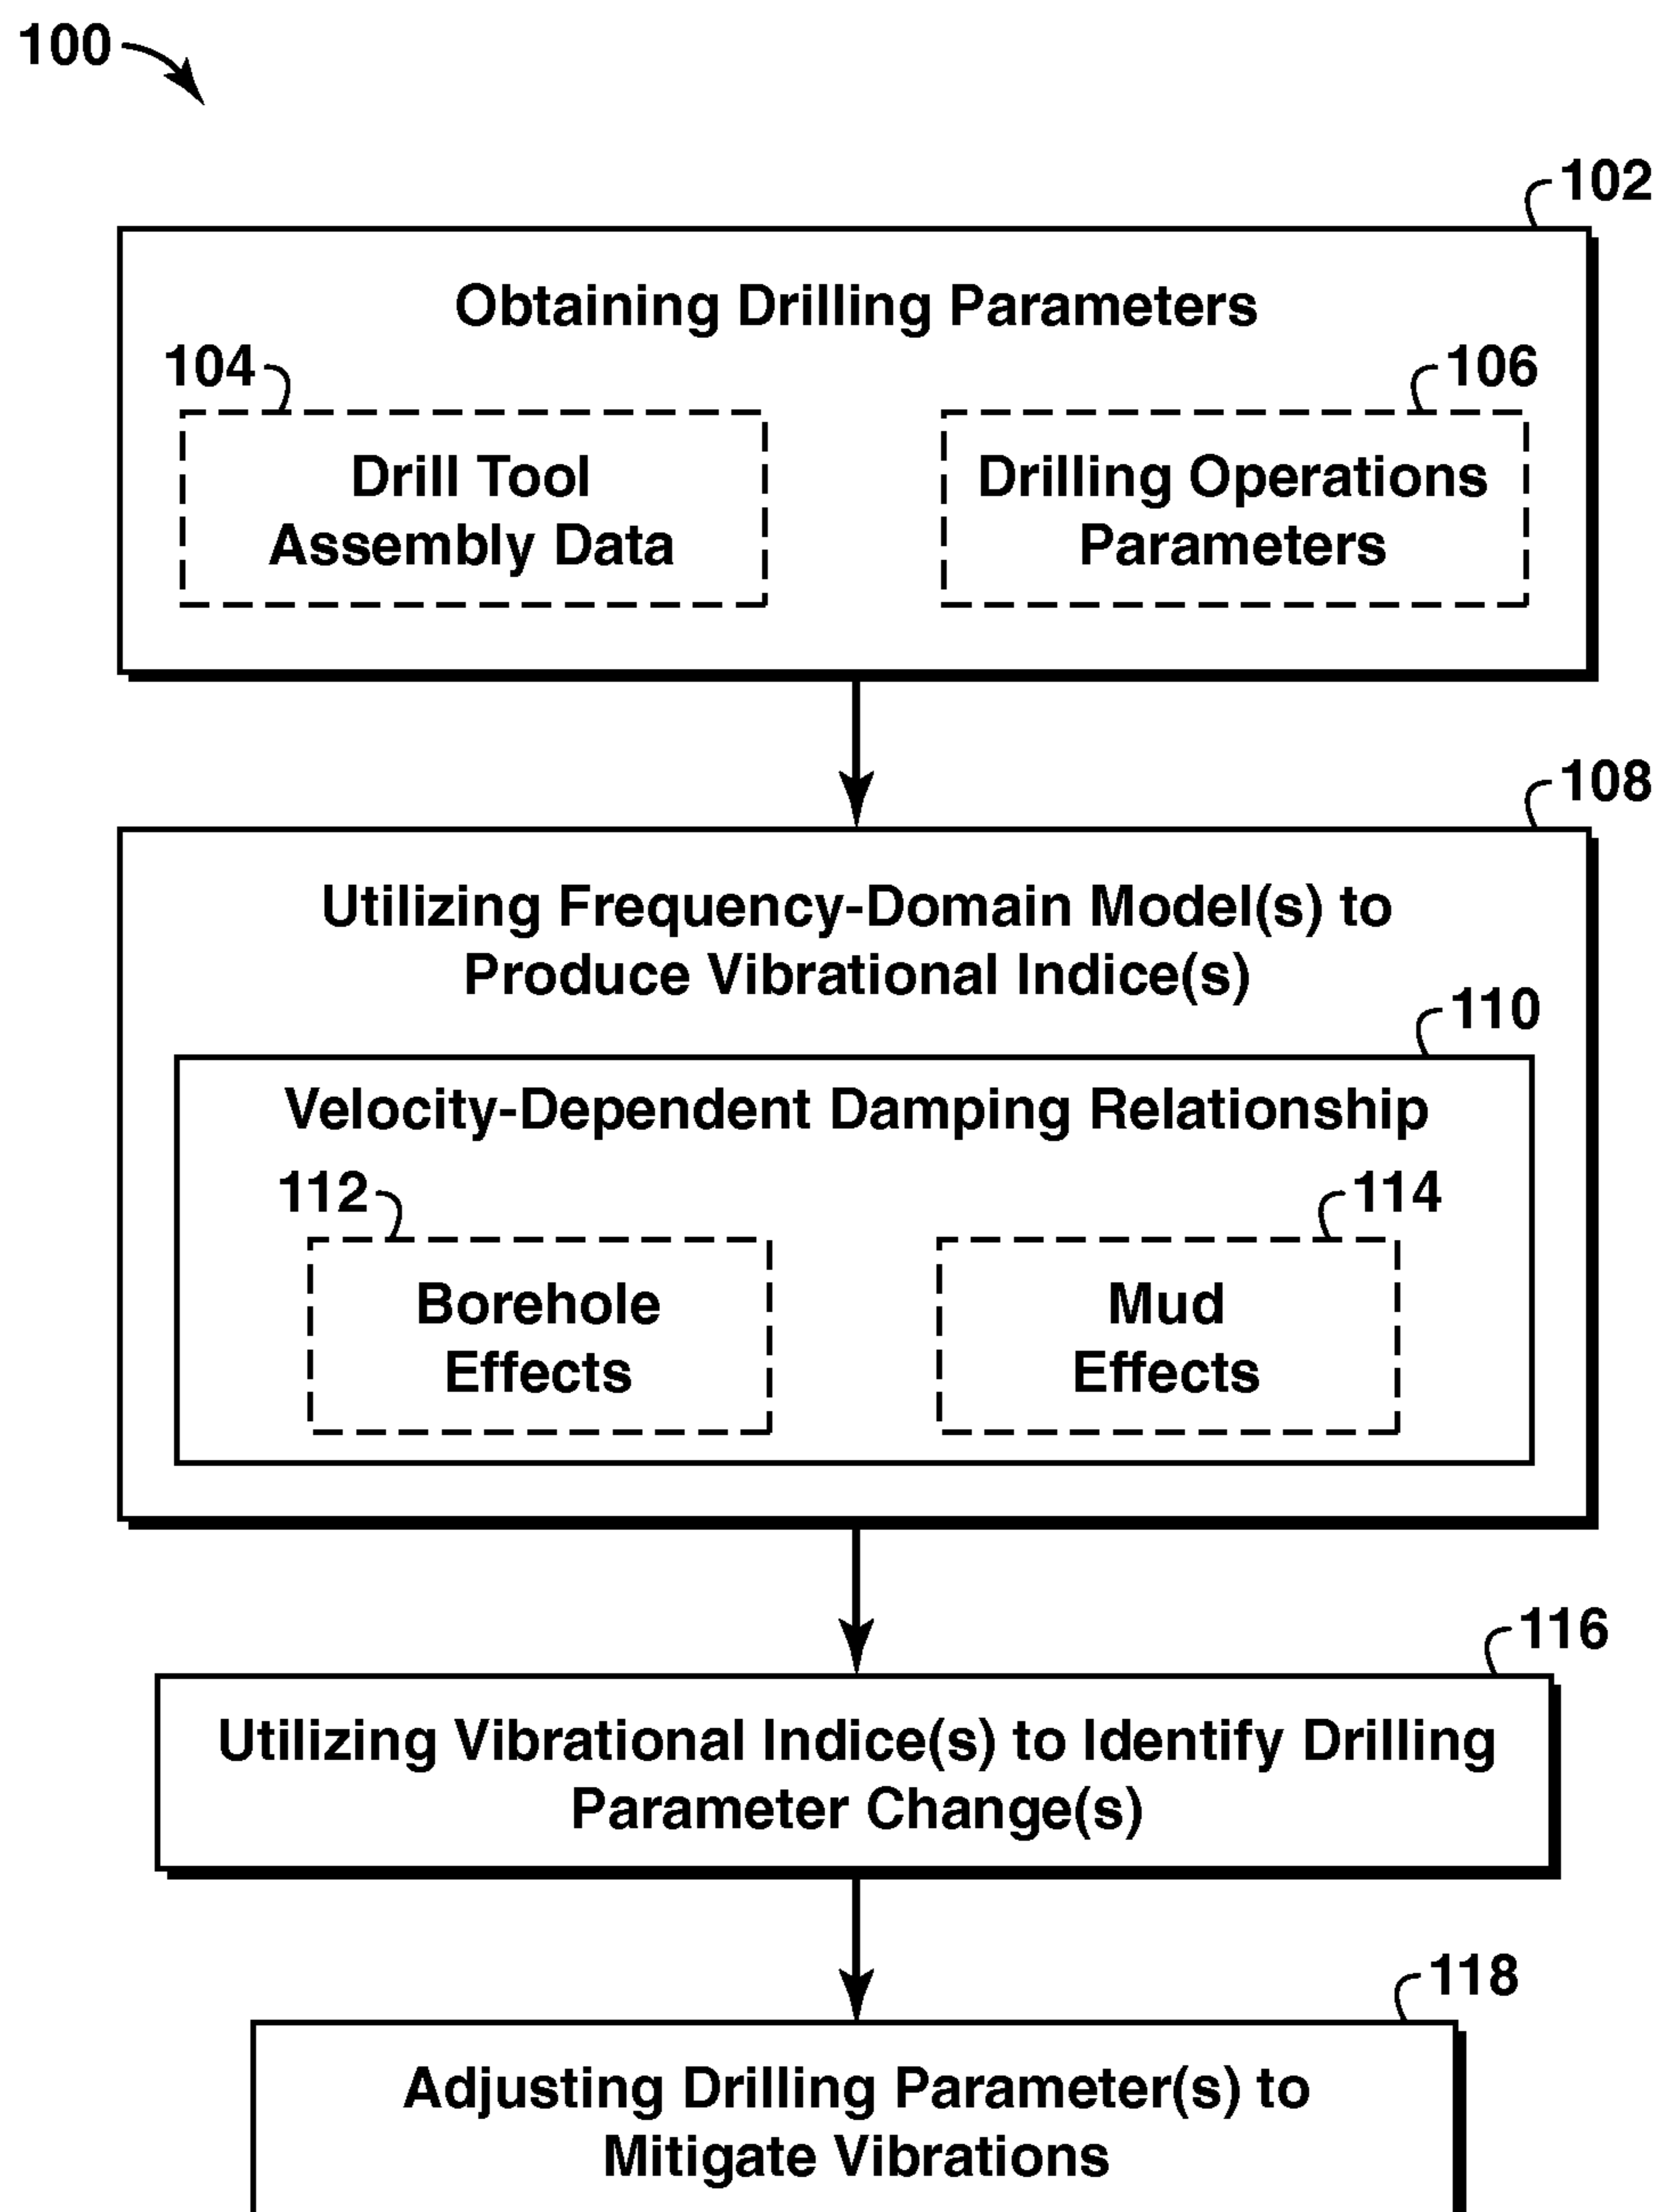 100
102
Obtaining Drilling Parameters
104
106
Drill Tool
Assembly Data
Drilling Operations
Parameters
108
Utilizing Frequency-Domain Model(s) to
Produce Vibrational Indice(s)
110
Velocity-Dependent Damping Relationship
112
114
Borehole
Effects
Mud
Effects
116
Utilizing Vibrational Indice(s) to Identify Drilling
Parameter Change(s)
118
Adjusting Drilling Parameter(s) to
Mitigate Vibrations